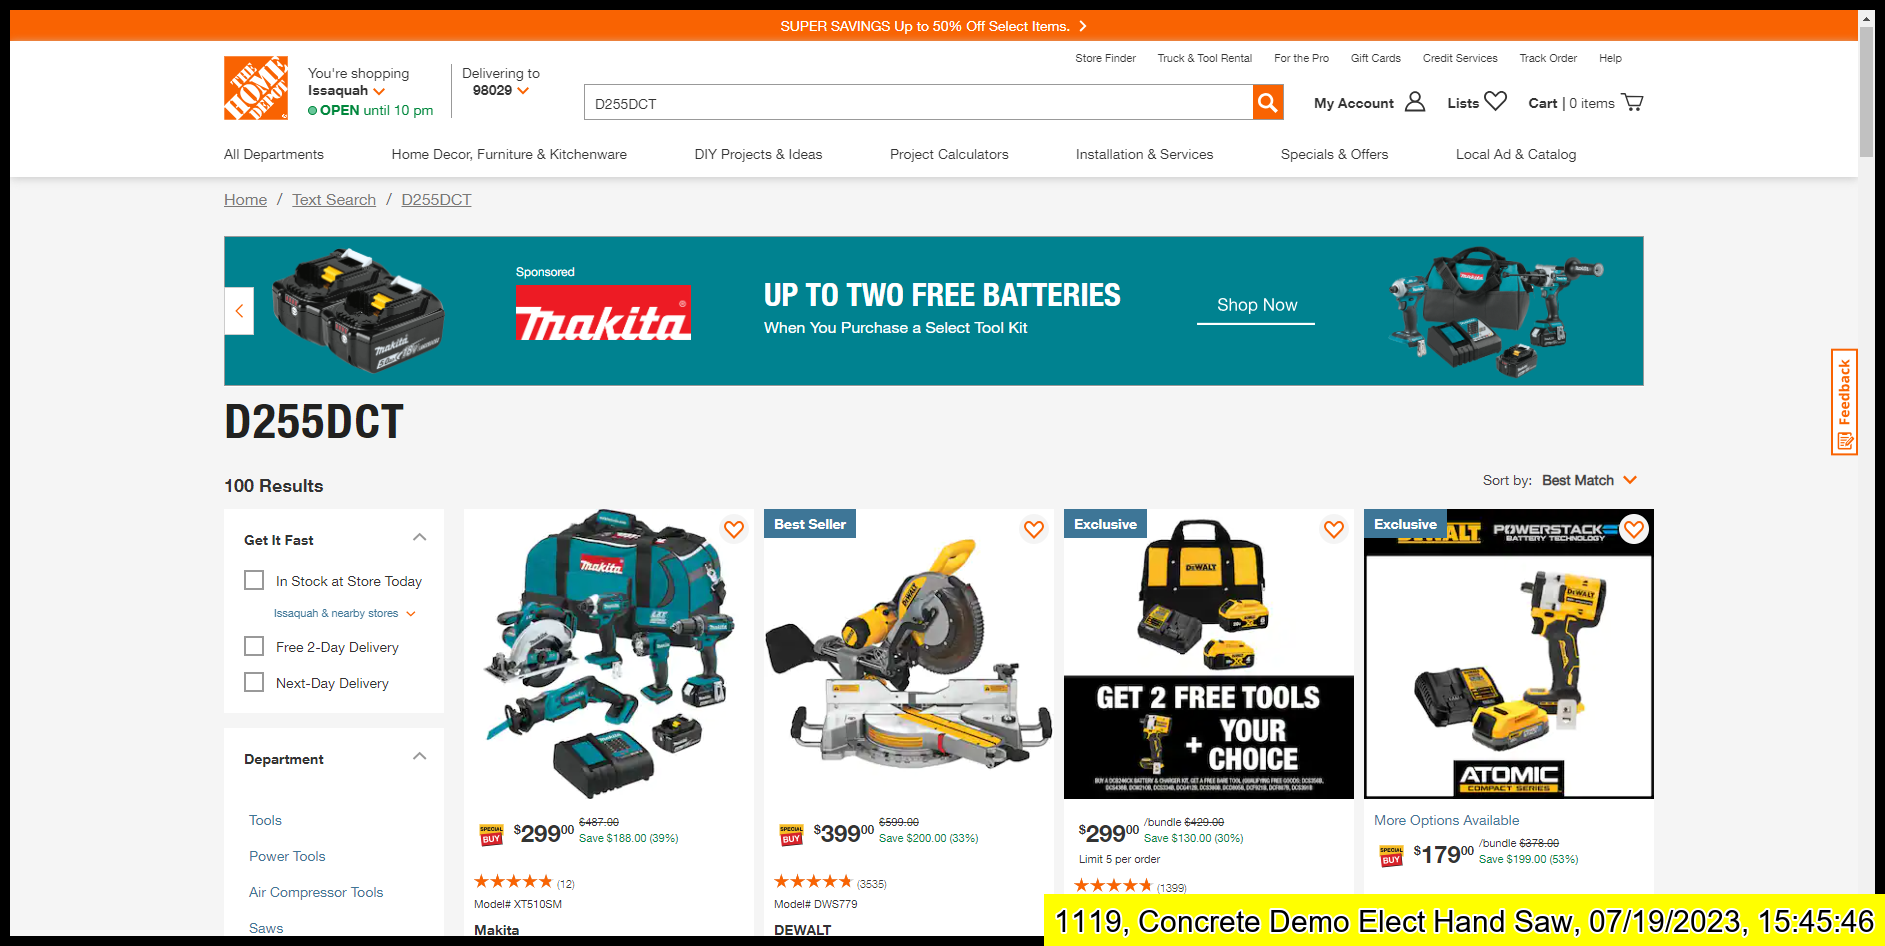 SUPER SAVINGS Up to 50% Off Select Items.
Store Finder Truck & Tool Rental For the Pro Gift Cards Credit Services Track Order Help
THE HOME DEPOT
You're shopping
Issaquah
OPEN until 10 pm
Delivering to
98029
D255DCT
My Account Lists Cart | 0 items
All Departments Home Decor, Furniture & Kitchenware DIY Projects & Ideas Project Calculators Installation & Services Specials & Offers Local Ad & Catalog
Home / Text Search / D255DCT
Sponsored
makita
UP TO TWO FREE BATTERIES
When You Purchase a Select Tool Kit
Shop Now
Feedback
D255DCT
100 Results
Sort by: Best Match
Get It Fast
In Stock at Store Today
Issaquah & nearby stores
Free 2-Day Delivery
Next-Day Delivery
Department
Tools
Power Tools
Air Compressor Tools
Saws
makita
SPECIAL BUY $299 00 $487.00
Save $188.00 (39%)
(12)
Model# XT510SM
Makita
Best Seller
DEWALT
SPECIAL BUY $399 00 $599.00
Save $200.00 (33%)
(3535)
Model# DWS779
DEWALT
Exclusive
DEWALT
GET 2 FREE TOOLS
+ YOUR CHOICE
$299 00 /bundle $429.00
Save $130.00 (30%)
Limit 5 per order
(1399)
Exclusive
DEWALT POWERSTACK
BATTERY TECHNOLOGY
DEWALT
ATOMIC
COMPACT SERIES
More Options Available
SPECIAL BUY $179 00 /bundle $378.00
Save $199.00 (53%)
1119, Concrete Demo Elect Hand Saw, 07/19/2023, 15:45:46